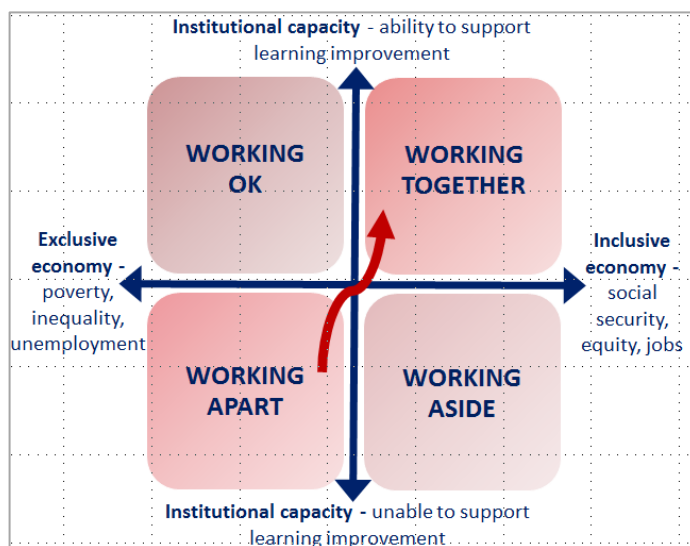 Institutional capacity - ability to support
learning improvement
WORKING
OK
WORKING
TOGETHER
Exclusive
economy -
poverty,
inequality,
unemployment
Inclusive
economy -
social
security,
equity, jobs
WORKING
APART
WORKING
ASIDE
Institutional capacity - unable to support
learning improvement